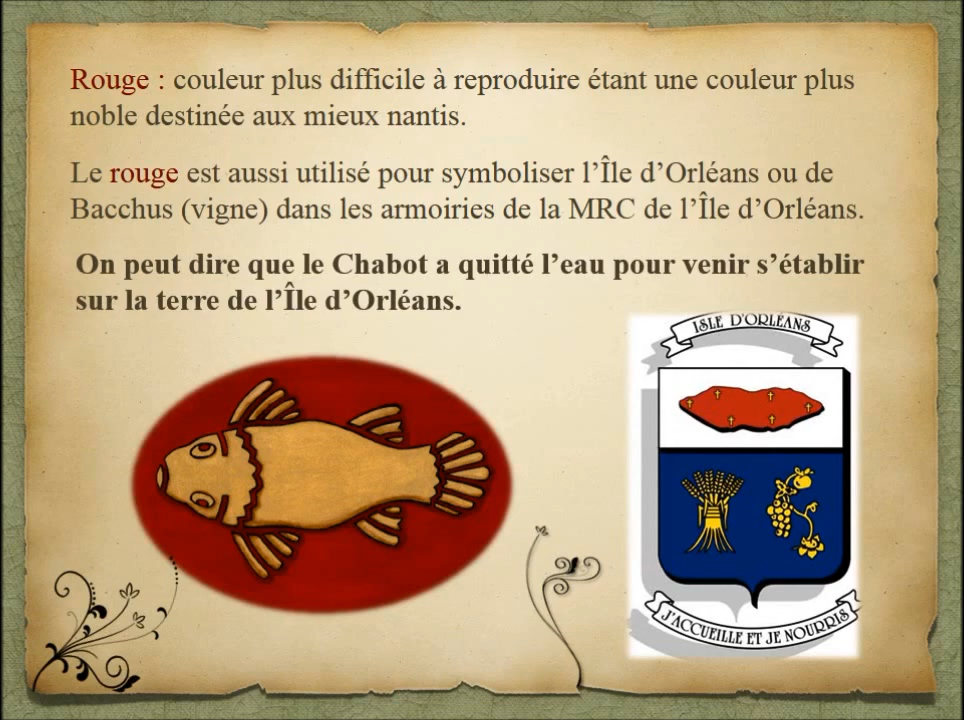 Rouge : couleur plus difficile à reproduire étant une couleur plus
noble destinée aux mieux nantis.
Le rouge est aussi utilisé pour symboliser l’Île d’Orléans ou de
Bacchus (vigne) dans les armoiries de la MRC de l’Île d’Orléans.
On peut dire que le Chabot a quitté l’eau pour venir s’établir
sur la terre de l’Île d’Orléans.
ISLE D'ORLÉANS
J'ACCUEILLE ET JE NOURRIS